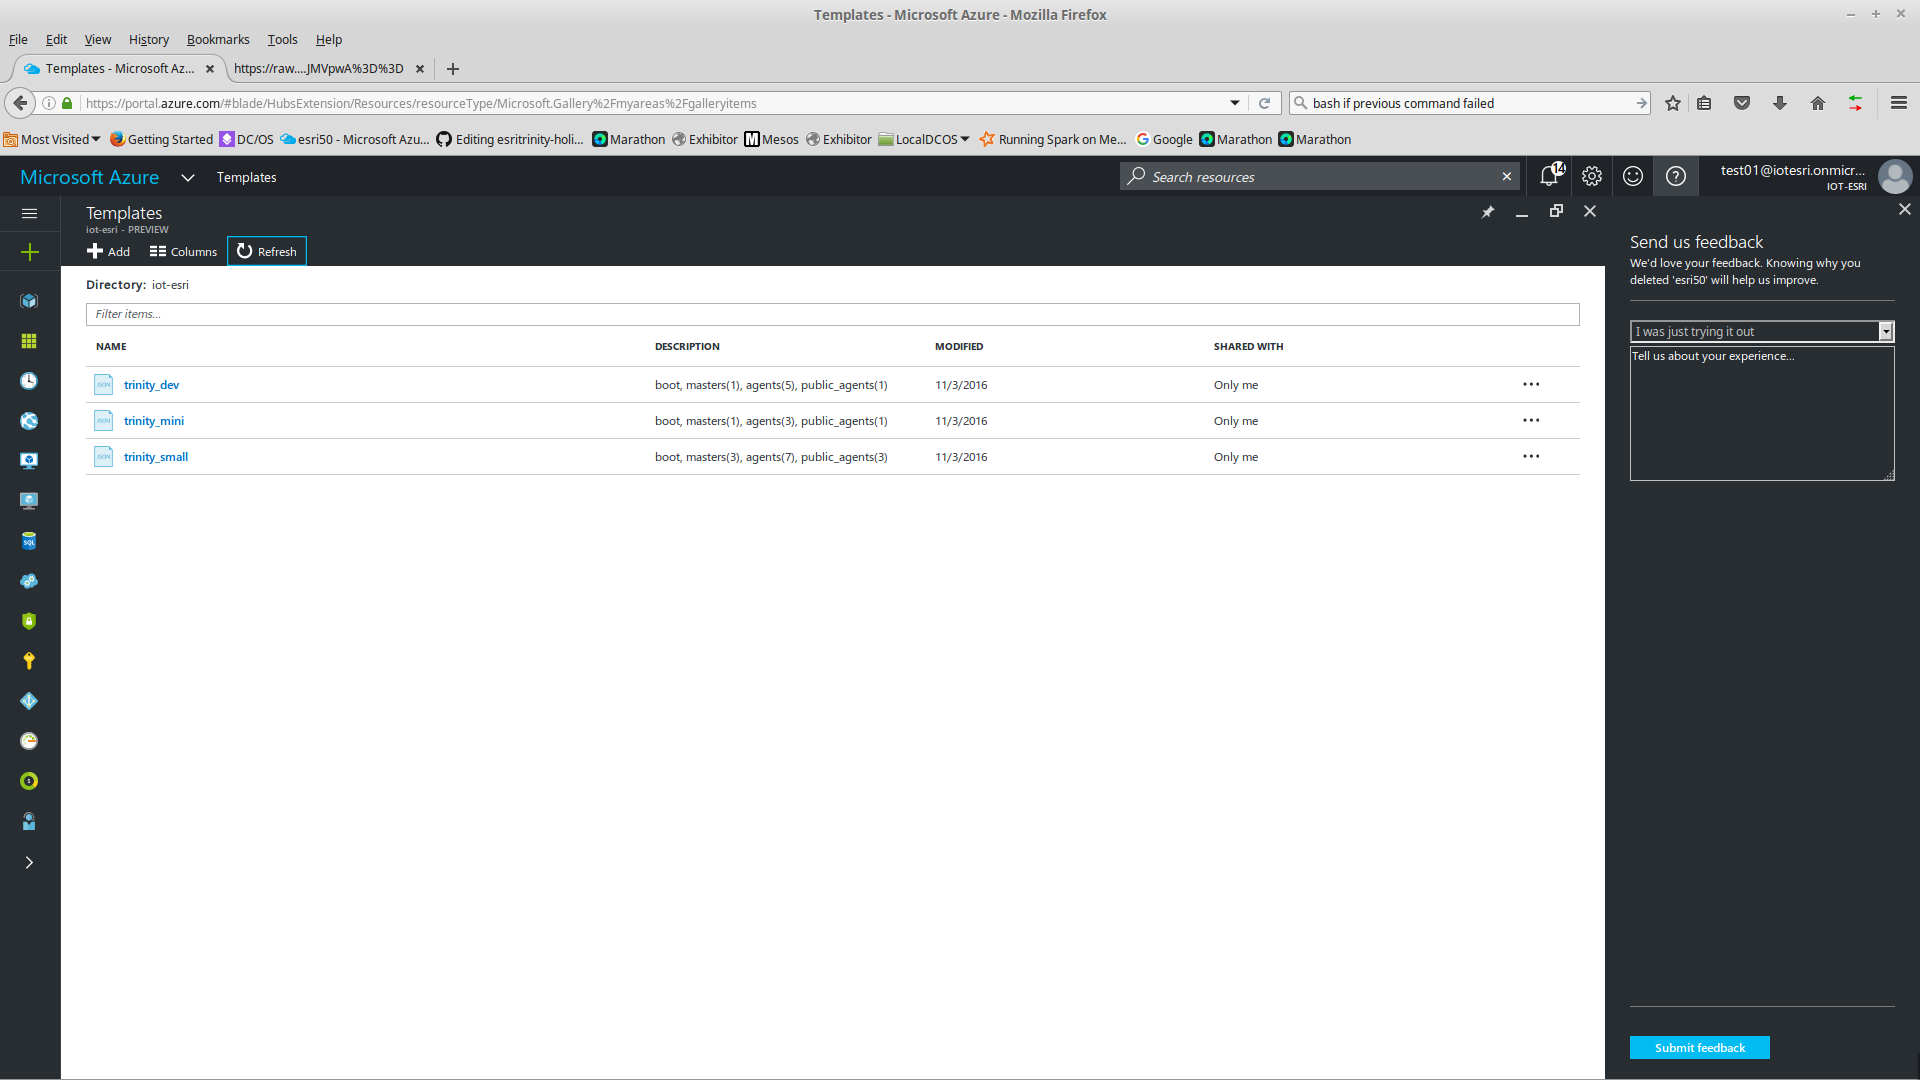 Templates - Microsoft Azure - Mozilla Firefox
File Edit View History Bookmarks Tools Help
Templates - Microsoft Az... https://raw....JMVpwA%3D%3D
https://portal.azure.com/#blade/HubsExtension/Resources/resourceType/Microsoft.Gallery%2Fmyareas%2Fgalleryitems bash if previous command failed
Most Visited Getting Started DC/OS esri50 - Microsoft Azu... Editing esritrinity-holi... Marathon Exhibitor Mesos Exhibitor LocalDCOS Running Spark on Me... Google Marathon Marathon
Microsoft Azure Templates Search resources 14 test01@iotesri.onmicr...
IOT-ESRI
Templates
iot-esri - PREVIEW
Add Columns Refresh
Directory: iot-esri
Filter items...
NAME DESCRIPTION MODIFIED SHARED WITH
JSON trinity_dev boot, masters(1), agents(5), public_agents(1) 11/3/2016 Only me
JSON trinity_mini boot, masters(1), agents(3), public_agents(1) 11/3/2016 Only me
JSON trinity_small boot, masters(3), agents(7), public_agents(3) 11/3/2016 Only me
SQL
Send us feedback
We'd love your feedback. Knowing why you
deleted 'esri50' will help us improve.
I was just trying it out
Tell us about your experience...
Submit feedback